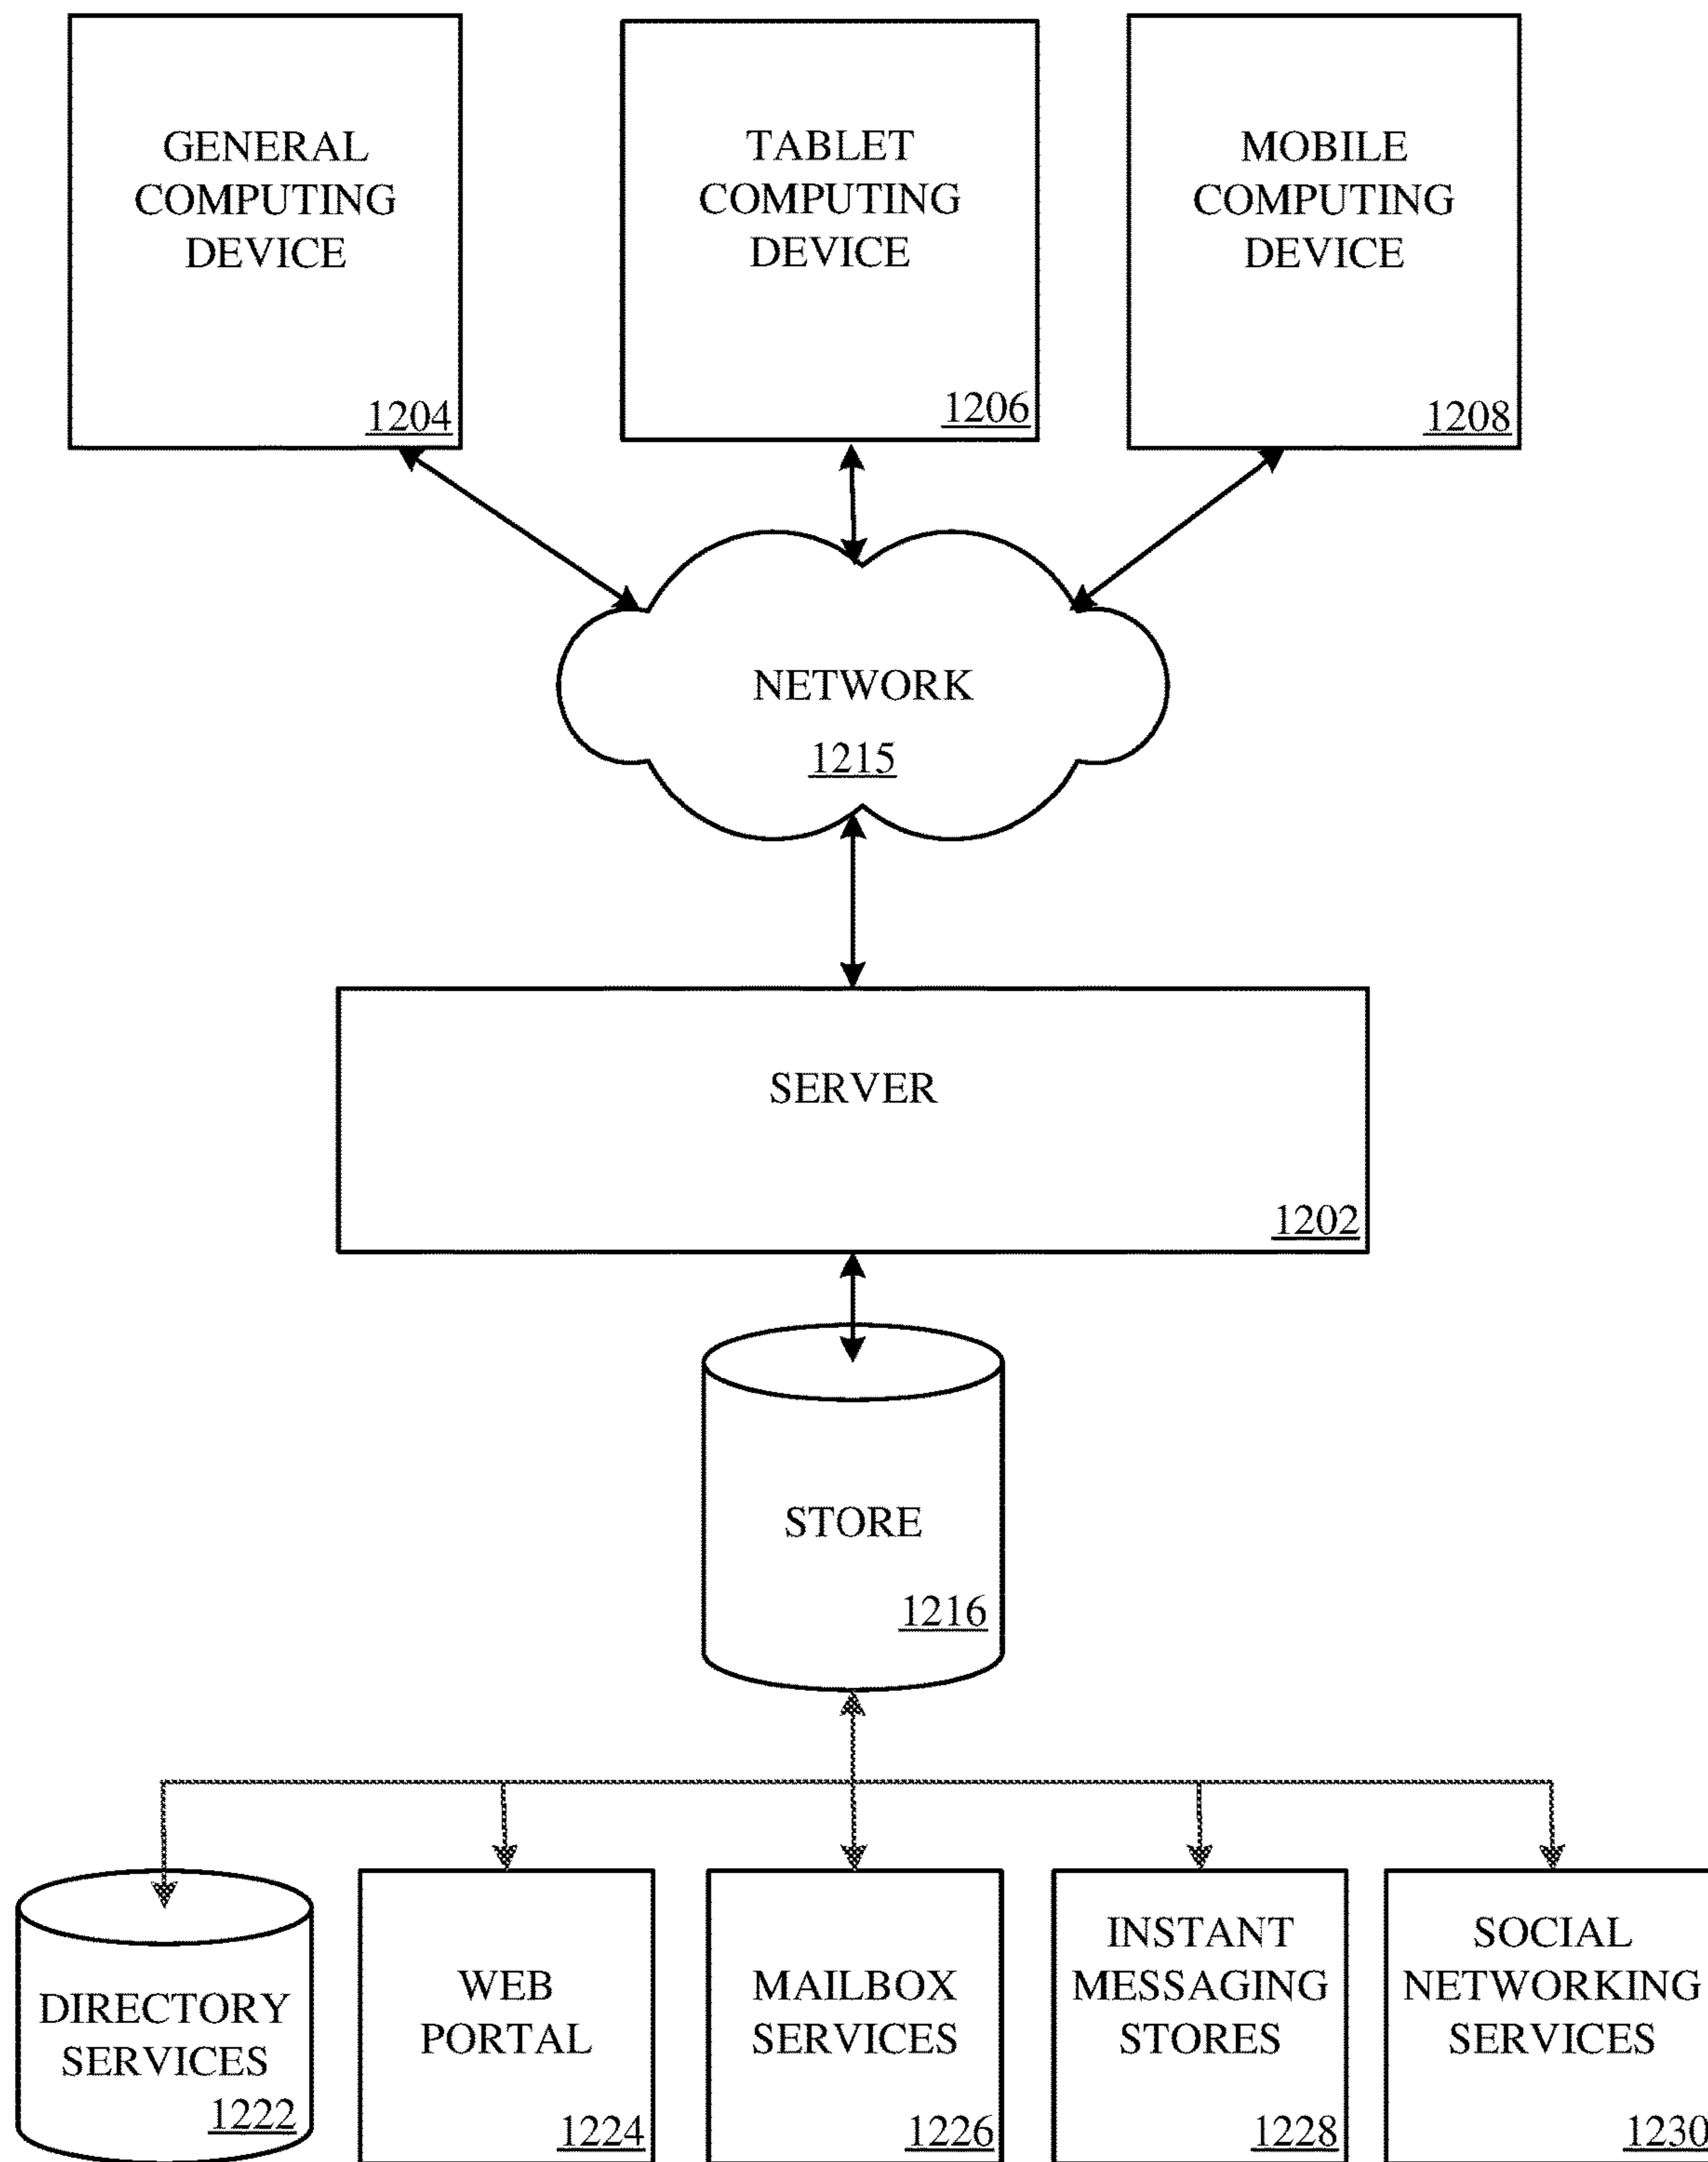 GENERAL
COMPUTING
DEVICE
1204
TABLET
COMPUTING
DEVICE
1206
MOBILE
COMPUTING
DEVICE
1208
NETWORK
1215
SERVER
1202
STORE
1216
DIRECTORY
SERVICES
1222
WEB
PORTAL
1224
MAILBOX
SERVICES
1226
INSTANT
MESSAGING
STORES
1228
SOCIAL
NETWORKING
SERVICES
1230